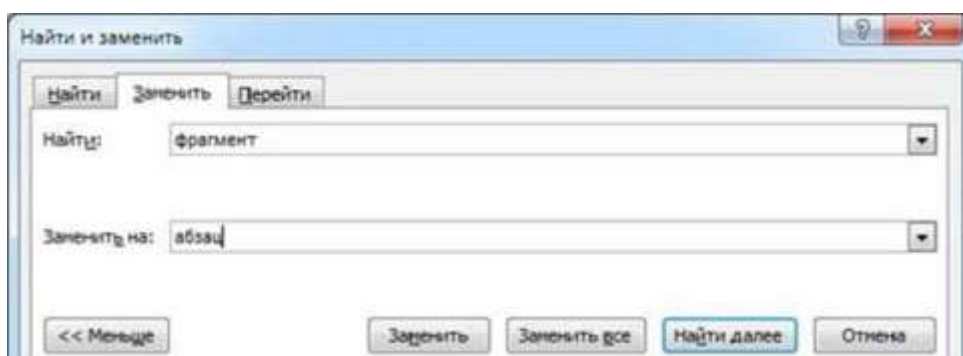 Найти и заменить
Найти Заменить Перейти
Найти: фрагмент
Заменить на: абзац
<< Меньше Заменить Заменить все Найти далее Отмена